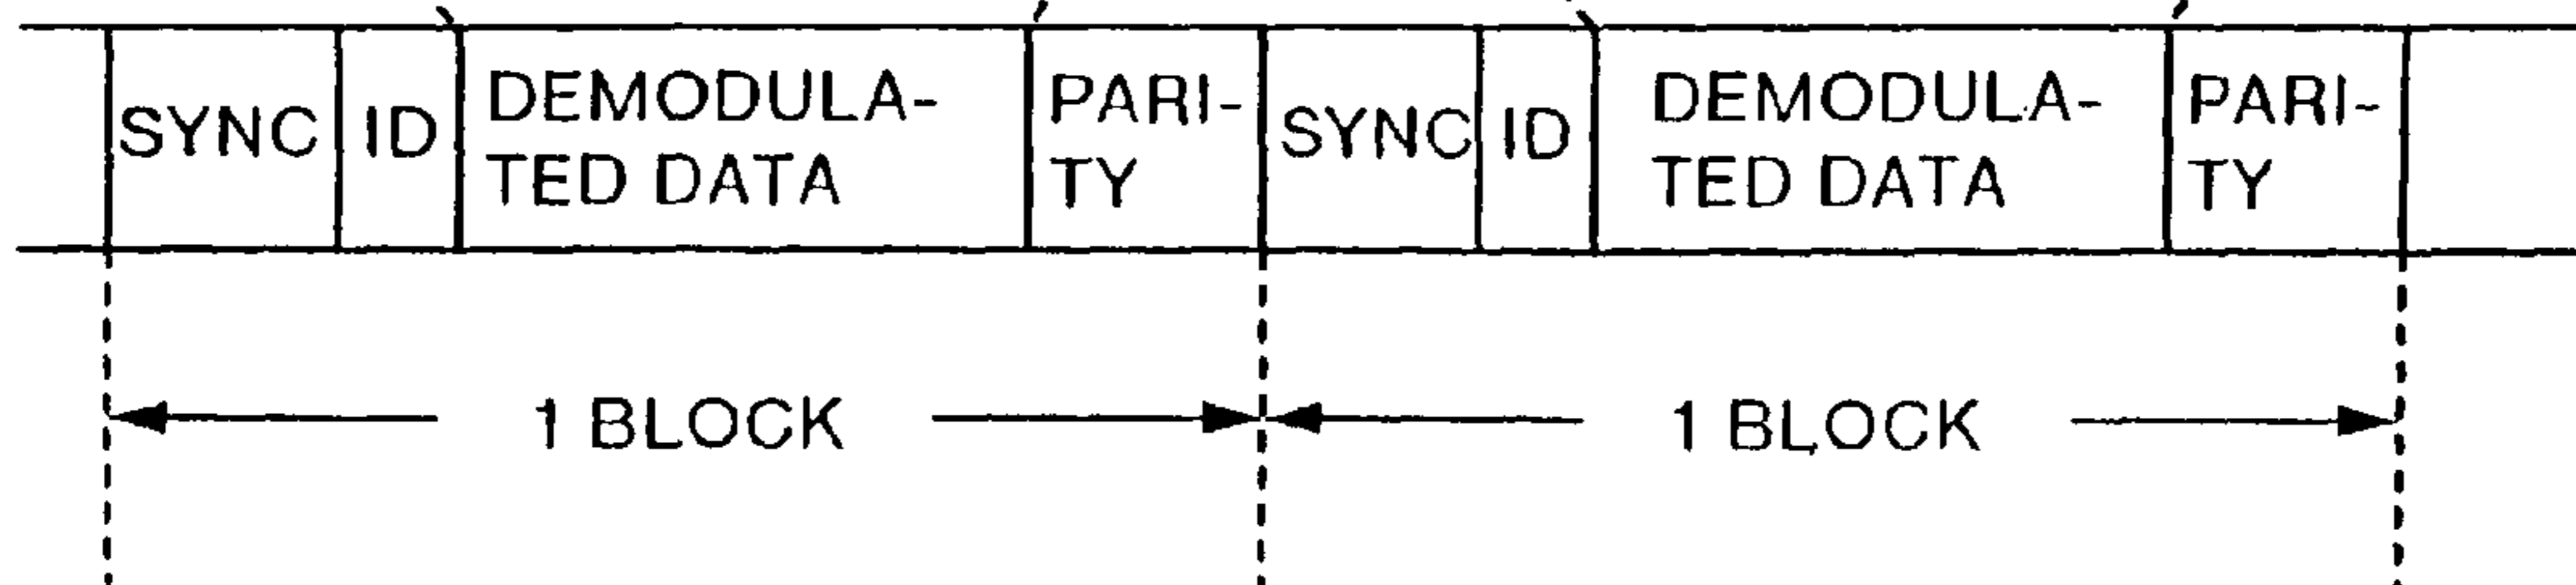 SYNC ID DEMODULA- PARI- SYNC ID DEMODULA- PARI-
TED DATA TY TED DATA TY
1 BLOCK 1 BLOCK